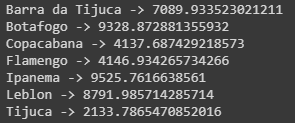 Barra da Tijuca -> 7089.933523021211
Botafogo -> 9328.872881355932
Copacabana -> 4137.687429218573
Flamengo -> 4146.934265734266
Ipanema -> 9525.7616638561
Leblon -> 8791.985714285714
Tijuca -> 2133.7865470852016